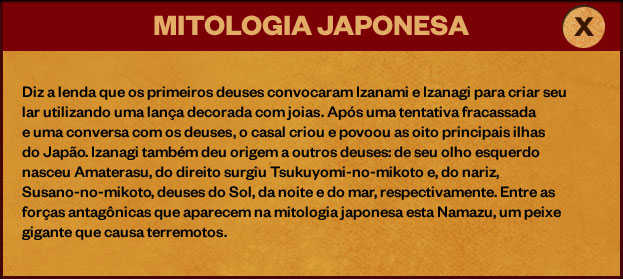 MITOLOGIA JAPONESA
X
Diz a lenda que os primeiros deuses convocaram Izanami e Izanagi para criar seu
lar utilizando uma lança decorada com joias. Após uma tentativa fracassada
e uma conversa com os deuses, o casal criou e povoou as oito principais ilhas
do Japão. Izanagi também deu origem a outros deuses: de seu olho esquerdo
nasceu Amaterasu, do direito surgiu Tsukuyomi-no-mikoto e, do nariz,
Susano-no-mikoto, deuses do Sol, da noite e do mar, respectivamente. Entre as
forças antagônicas que aparecem na mitologia japonesa esta Namazu, um peixe
gigante que causa terremotos.